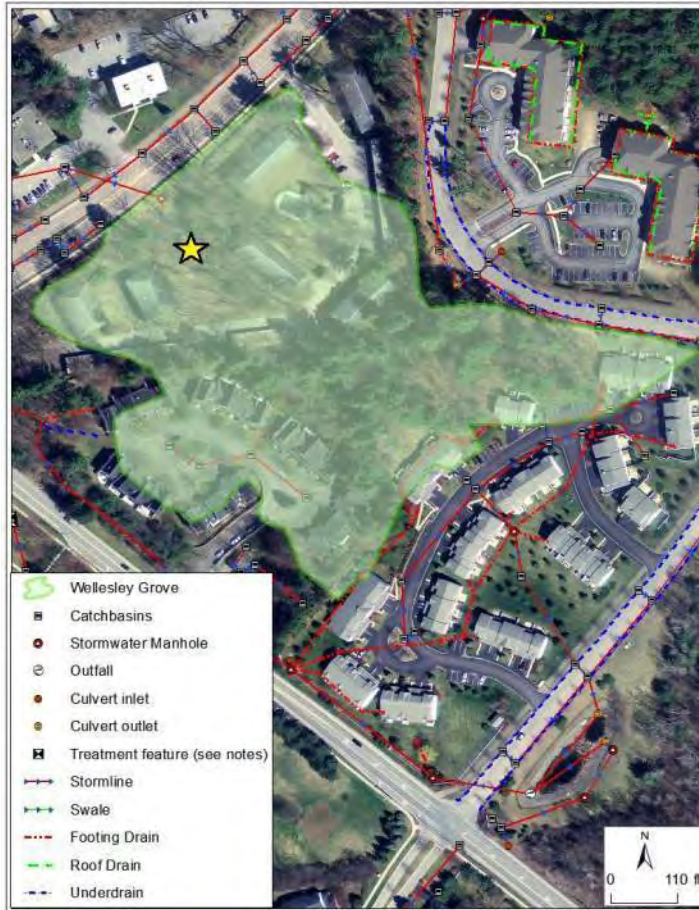 Wellesley Grove
Catchbasins
Stormwater Manhole
Outfall
Culvert inlet
Culvert outlet
Treatment feature (see notes)
Stormline
Swale
Footing Drain
Roof Drain
Underdrain
N
0 110 ft